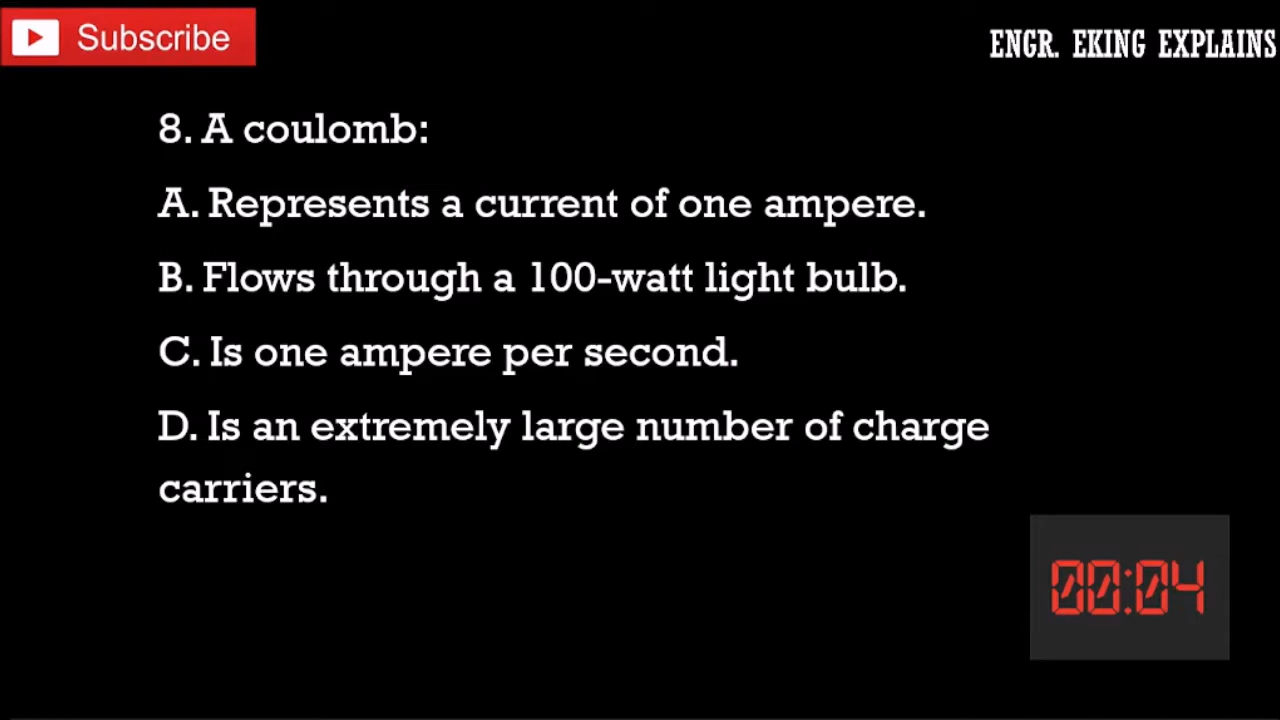 Subscribe
ENGR. EKING EXPLAINS
8. A coulomb:
A. Represents a current of one ampere.
B. Flows through a 100-watt light bulb.
C. Is one ampere per second.
D. Is an extremely large number of charge
carriers.
00:04